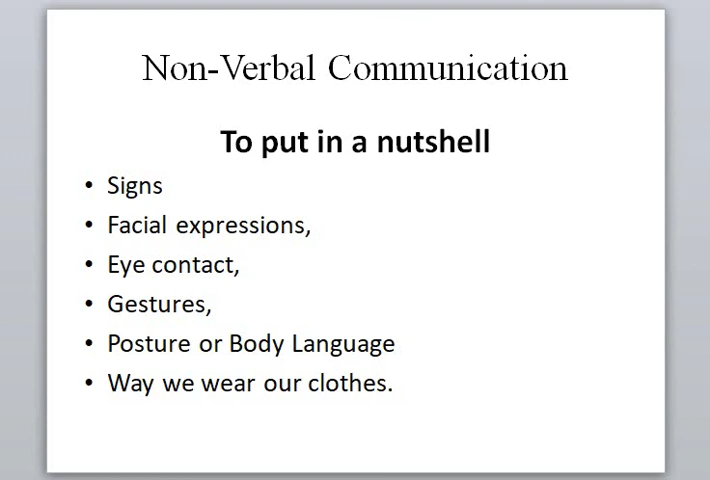 Non-Verbal Communication
To put in a nutshell
• Signs
• Facial expressions,
• Eye contact,
• Gestures,
• Posture or Body Language
• Way we wear our clothes.